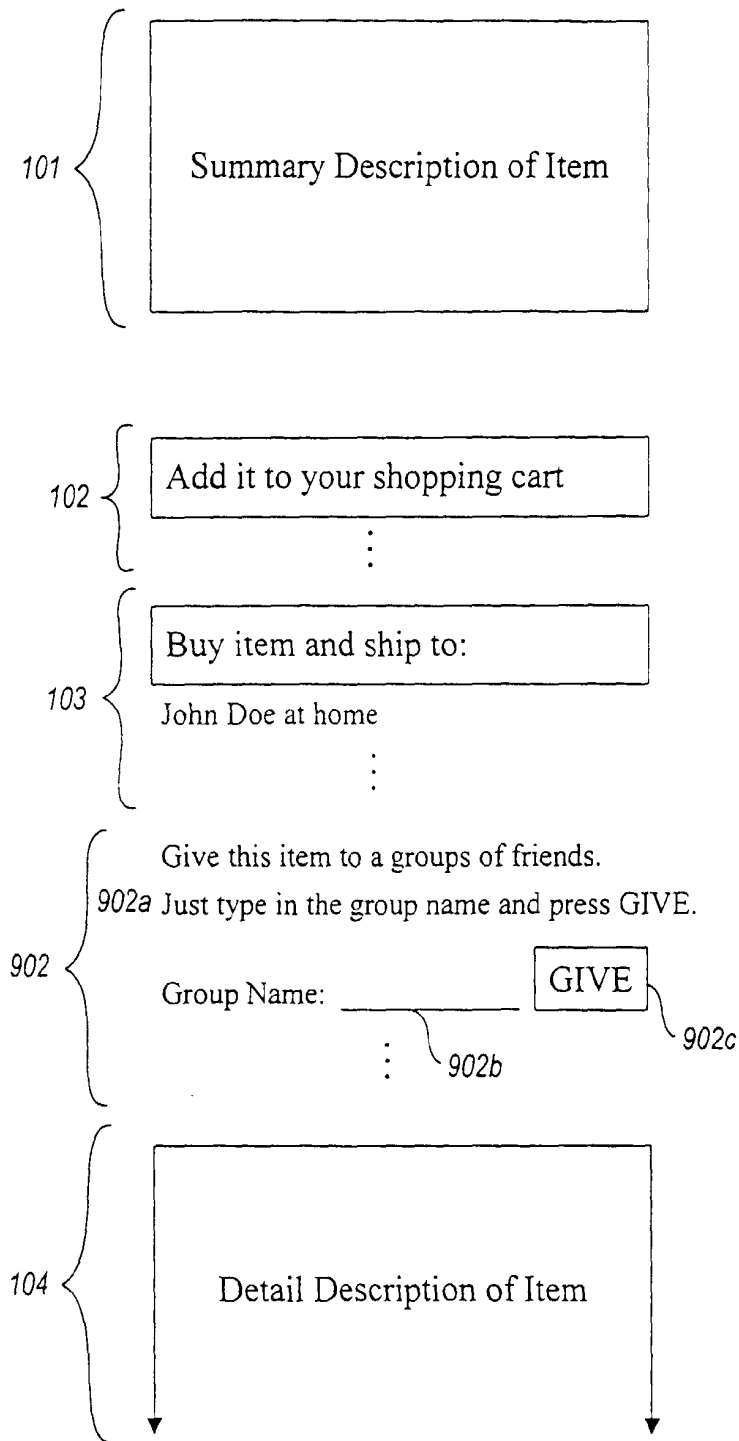 101
Summary Description of Item
102
Add it to your shopping cart
103
Buy item and ship to:
John Doe at home
902
Give this item to a groups of friends.
902a Just type in the group name and press GIVE.
Group Name: GIVE
902b
902c
104
Detail Description of Item